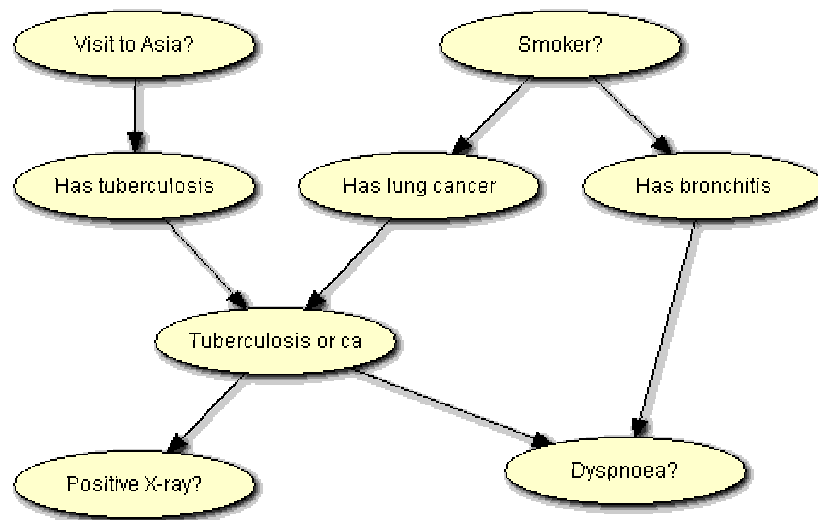 Visit to Asia?
Smoker?
Has tuberculosis
Has lung cancer
Has bronchitis
Tuberculosis or ca
Positive X-ray?
Dyspnoea?